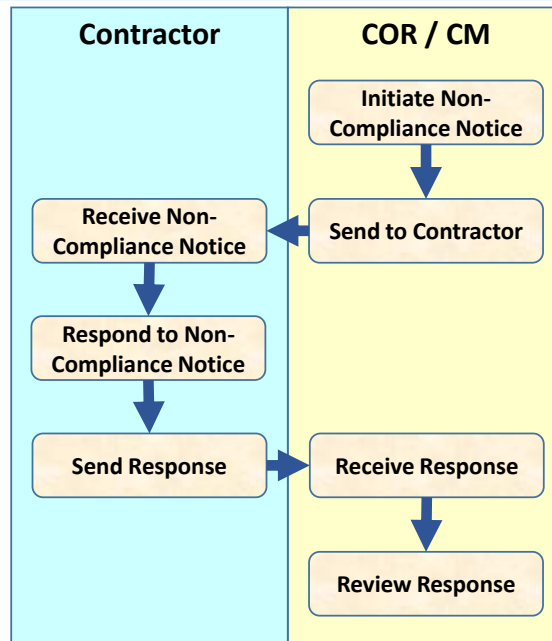 Contractor
COR / CM
Initiate Non-
Compliance Notice
Send to Contractor
Receive Non-
Compliance Notice
Respond to Non-
Compliance Notice
Send Response
Receive Response
Review Response